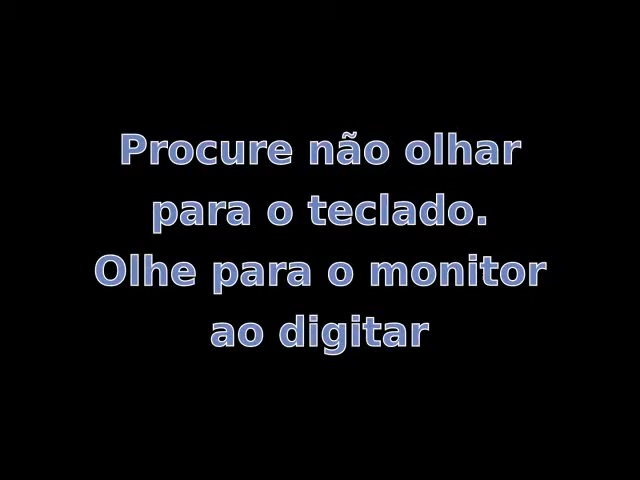 Procure não olhar
para o teclado.
Olhe para o monitor
ao digitar